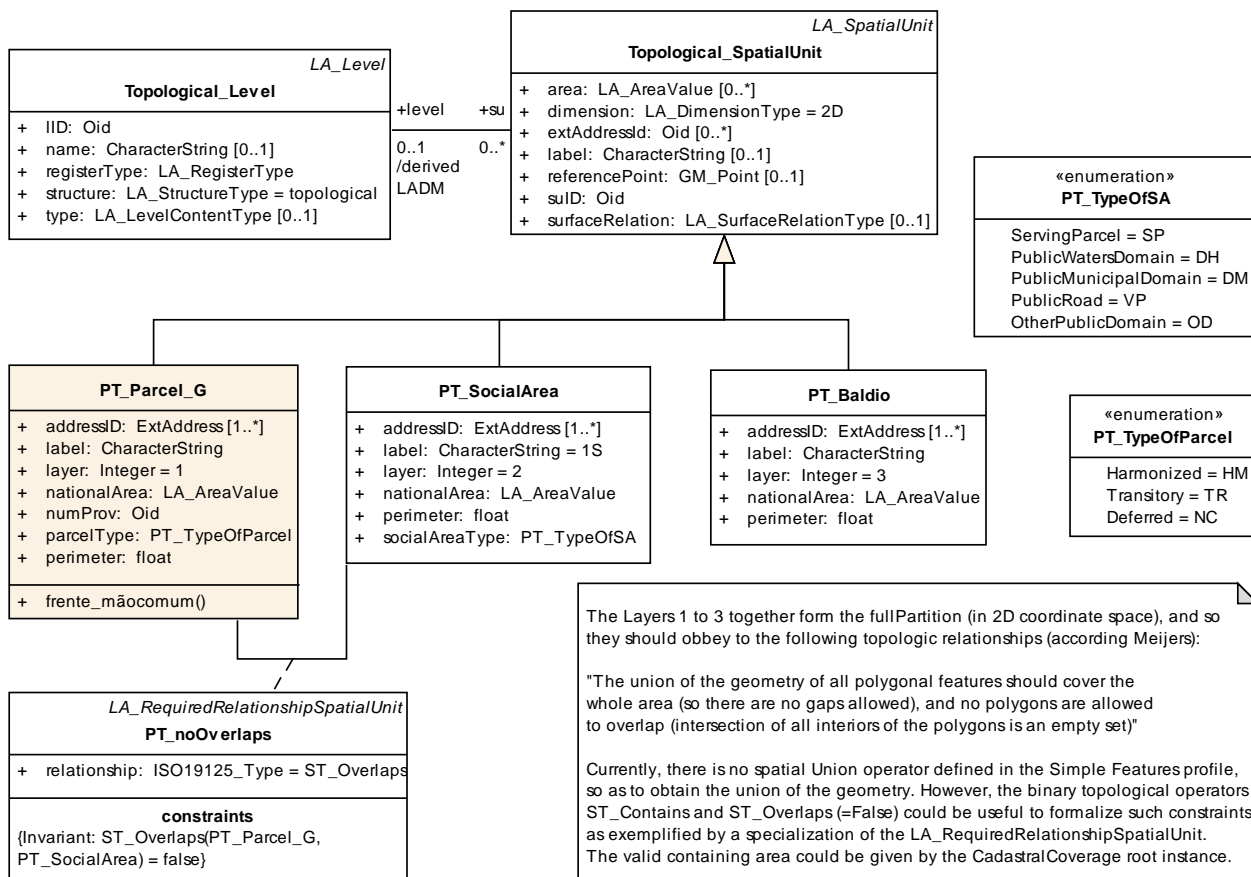 LA_Level
Topological_Level
+ lID: Oid
+ name: CharacterString [0..1]
+ registerType: LA_RegisterType
+ structure: LA_StructureType = topological
+ type: LA_LevelContentType [0..1]
+level +su
0..1 0..*
/derived
LADM
LA_SpatialUnit
Topological_SpatialUnit
+ area: LA_AreaValue [0..*]
+ dimension: LA_DimensionType = 2D
+ extAddressId: Oid [0..*]
+ label: CharacterString [0..1]
+ referencePoint: GM_Point [0..1]
+ suID: Oid
+ surfaceRelation: LA_SurfaceRelationType [0..1]
«enumeration»
PT_TypeOfSA
ServingParcel = SP
PublicWatersDomain = DH
PublicMunicipalDomain = DM
PublicRoad = VP
OtherPublicDomain = OD
PT_Parcel_G
+ addressID: ExtAddress [1..*]
+ label: CharacterString
+ layer: Integer = 1
+ nationalArea: LA_AreaValue
+ numProv: Oid
+ parcelType: PT_TypeOfParcel
+ perimeter: float
+ frente_mãocomum()
PT_SocialArea
+ addressID: ExtAddress [1..*]
+ label: CharacterString = 1S
+ layer: Integer = 2
+ nationalArea: LA_AreaValue
+ perimeter: float
+ socialAreaType: PT_TypeOfSA
PT_Baldio
+ addressID: ExtAddress [1..*]
+ label: CharacterString
+ layer: Integer = 3
+ nationalArea: LA_AreaValue
+ perimeter: float
«enumeration»
PT_TypeOfParcel
Harmonized = HM
Transitory = TR
Deferred = NC
LA_RequiredRelationshipSpatialUnit
PT_noOverlaps
+ relationship: ISO19125_Type = ST_Overlaps
constraints
{Invariant: ST_Overlaps(PT_Parcel_G,
PT_SocialArea) = false}
The Layers 1 to 3 together form the fullPartition (in 2D coordinate space), and so
they should obbey to the following topologic relationships (according Meijers):
"The union of the geometry of all polygonal features should cover the
whole area (so there are no gaps allowed), and no polygons are allowed
to overlap (intersection of all interiors of the polygons is an empty set)"
Currently, there is no spatial Union operator defined in the Simple Features profile,
so as to obtain the union of the geometry. However, the binary topological operators
ST_Contains and ST_Overlaps (=False) could be useful to formalize such constraints
as exemplified by a specialization of the LA_RequiredRelationshipSpatialUnit.
The valid containing area could be given by the CadastralCoverage root instance.